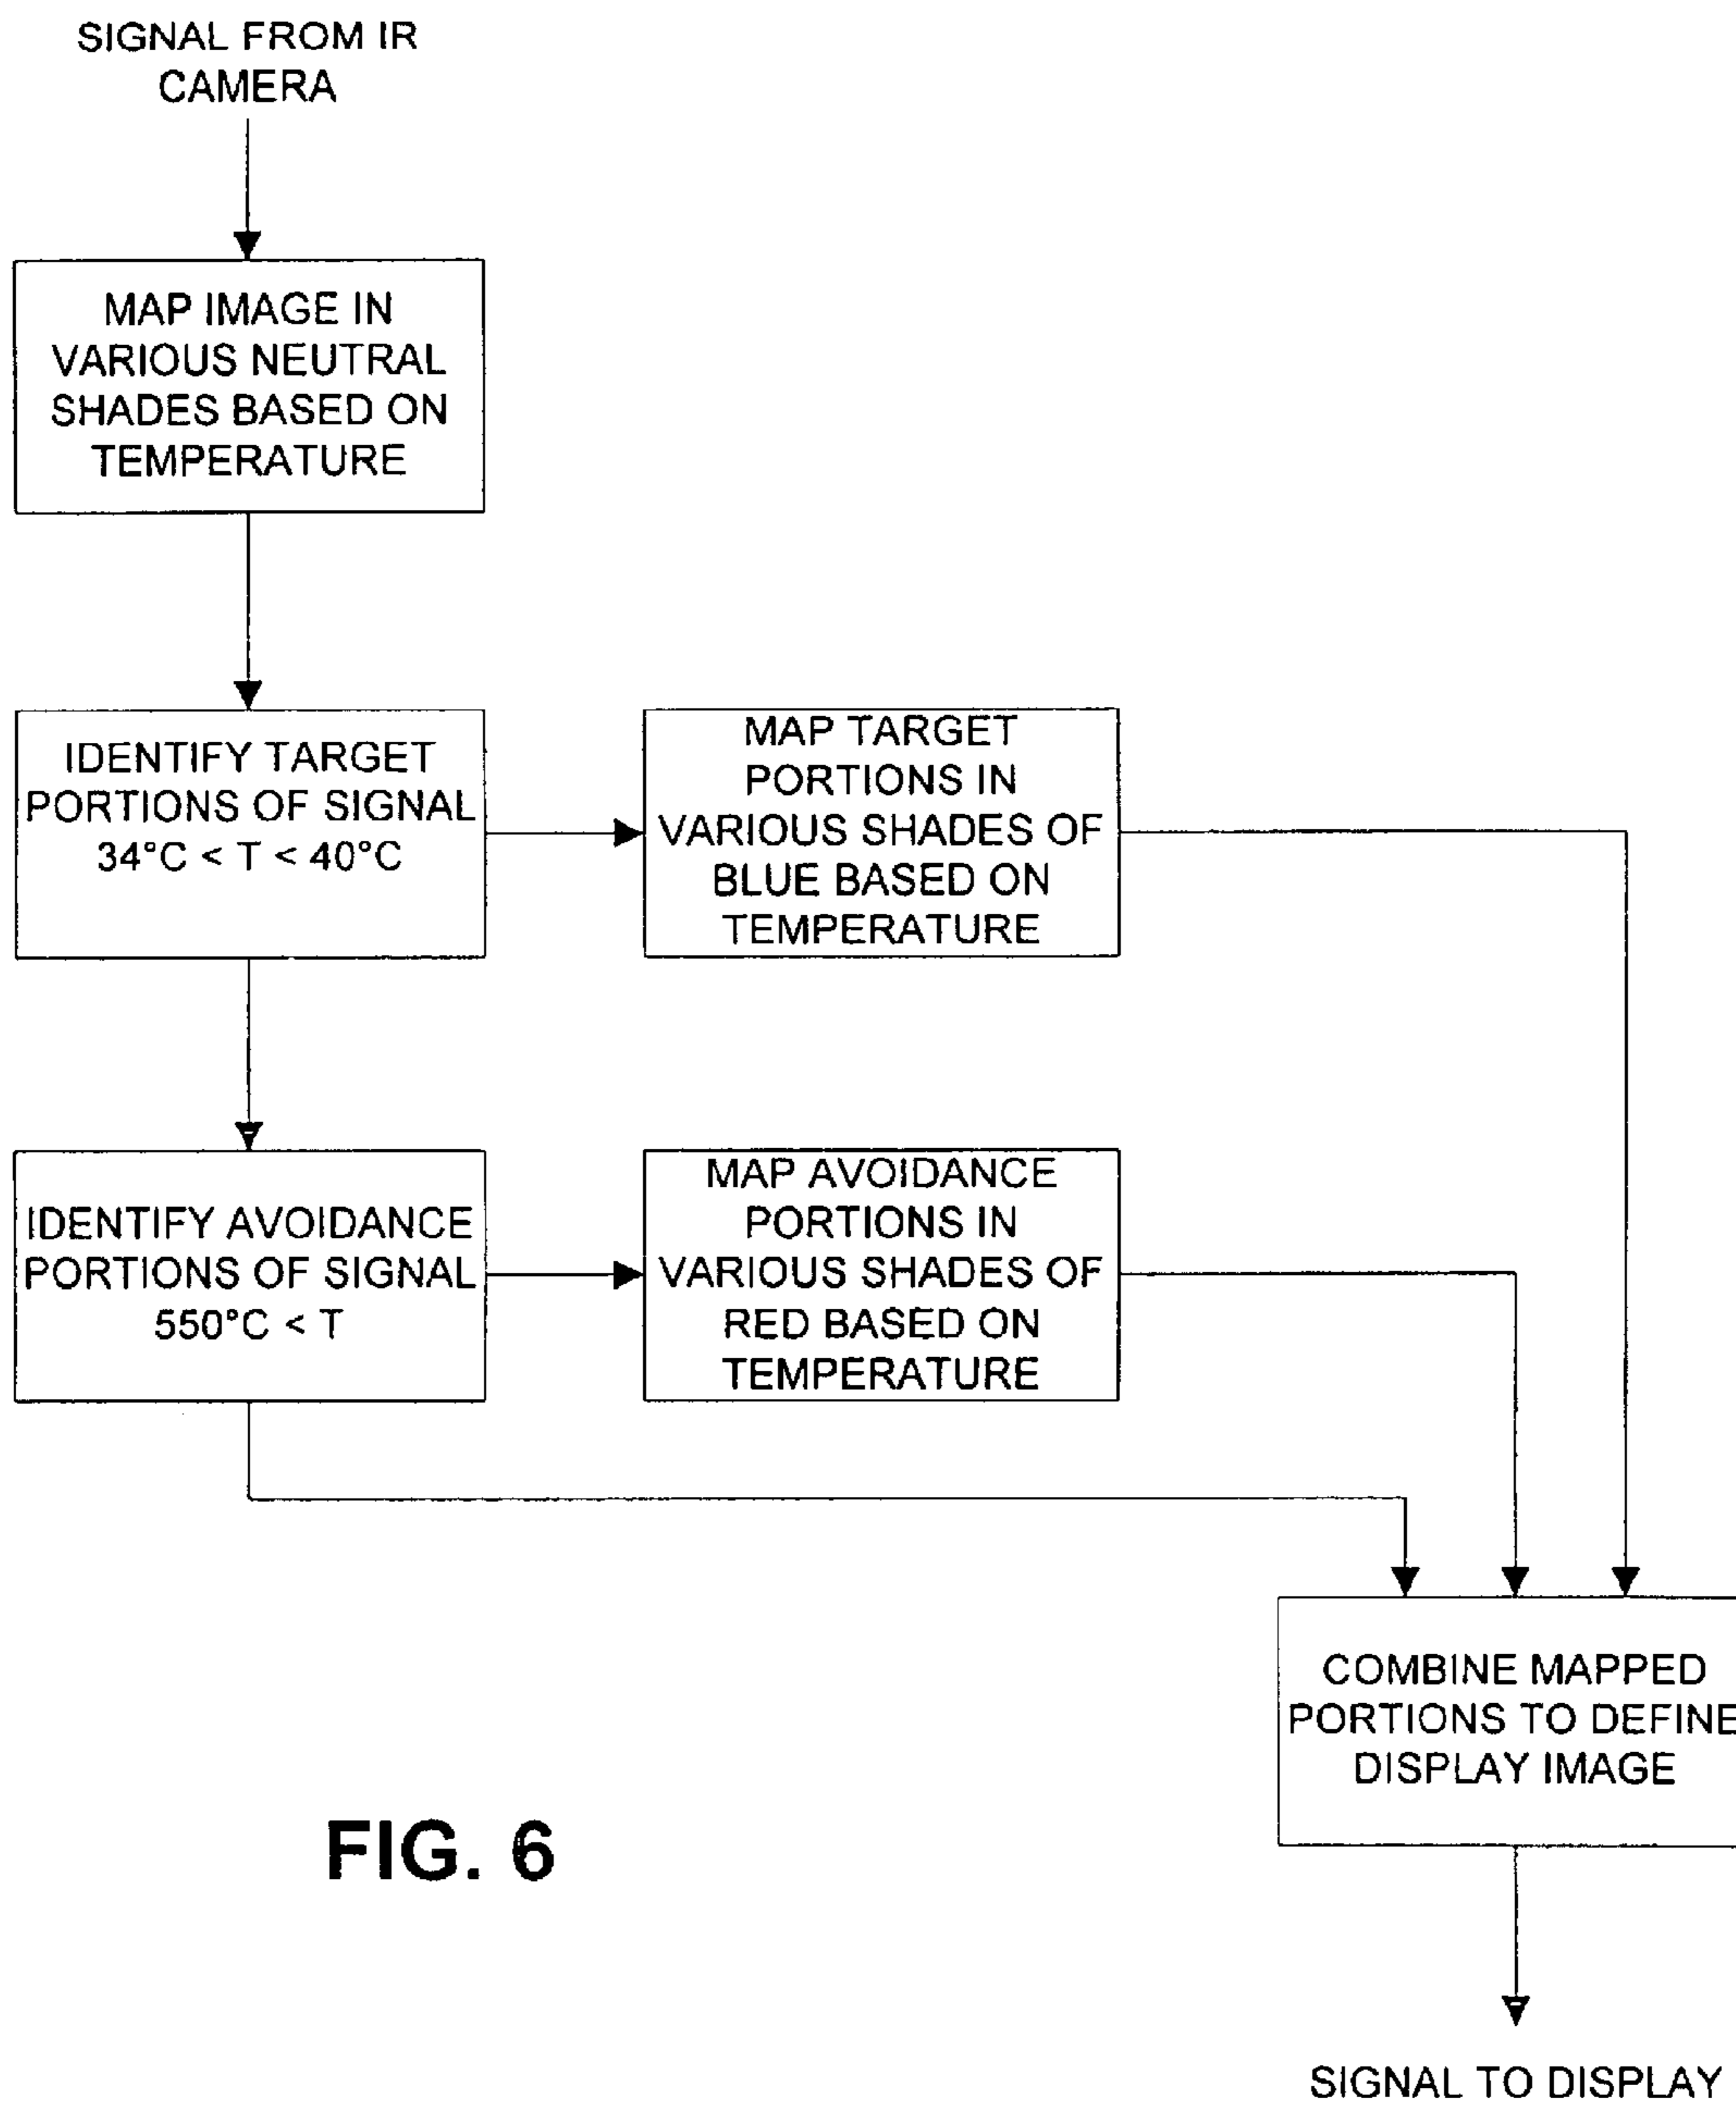 SIGNAL FROM IR
CAMERA
MAP IMAGE IN
VARIOUS NEUTRAL
SHADES BASED ON
TEMPERATURE
IDENTIFY TARGET
PORTIONS OF SIGNAL
34°C < T < 40°C
MAP TARGET
PORTIONS IN
VARIOUS SHADES OF
BLUE BASED ON
TEMPERATURE
IDENTIFY AVOIDANCE
PORTIONS OF SIGNAL
550°C < T
MAP AVOIDANCE
PORTIONS IN
VARIOUS SHADES OF
RED BASED ON
TEMPERATURE
COMBINE MAPPED
PORTIONS TO DEFINE
DISPLAY IMAGE
FIG. 6
SIGNAL TO DISPLAY